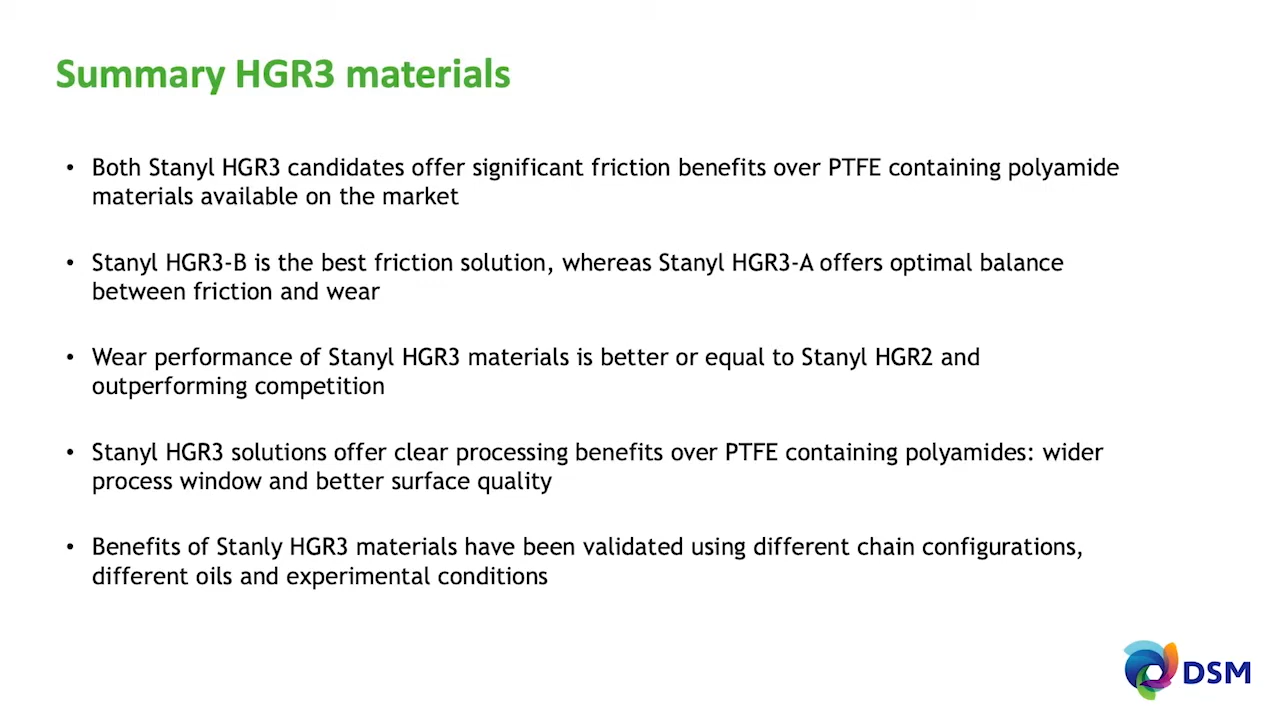 Summary HGR3 materials
• Both Stanyl HGR3 candidates offer significant friction benefits over PTFE containing polyamide
materials available on the market
• Stanyl HGR3-B is the best friction solution, whereas Stanyl HGR3-A offers optimal balance
between friction and wear
• Wear performance of Stanyl HGR3 materials is better or equal to Stanyl HGR2 and
outperforming competition
• Stanyl HGR3 solutions offer clear processing benefits over PTFE containing polyamides: wider
process window and better surface quality
• Benefits of Stanly HGR3 materials have been validated using different chain configurations,
different oils and experimental conditions
DSM